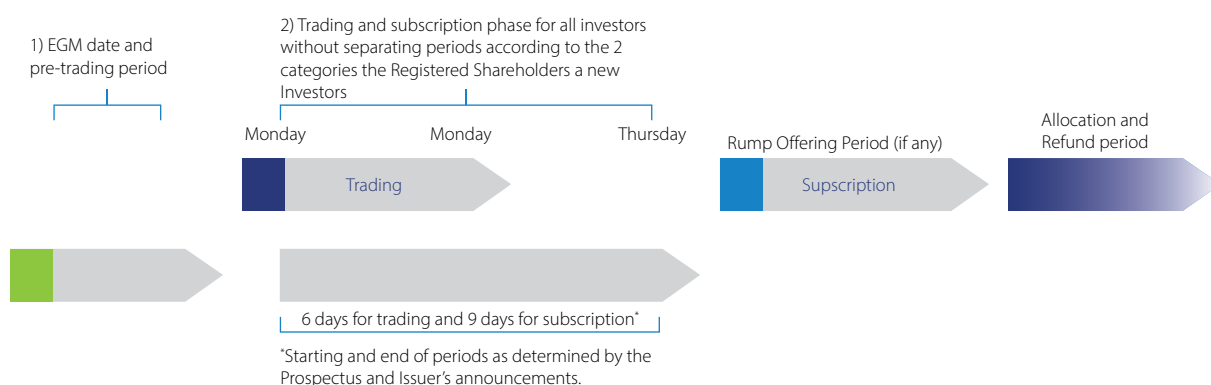 1) EGM date and
pre-trading period
2) Trading and subscription phase for all investors
without separating periods according to the 2
categories the Registered Shareholders a new
Investors
Monday
Monday
Thursday
Trading
Rump Offering Period (if any)
Supscription
Allocation and
Refund period
6 days for trading and 9 days for subscription*
*Starting and end of periods as determined by the
Prospectus and Issuer's announcements.